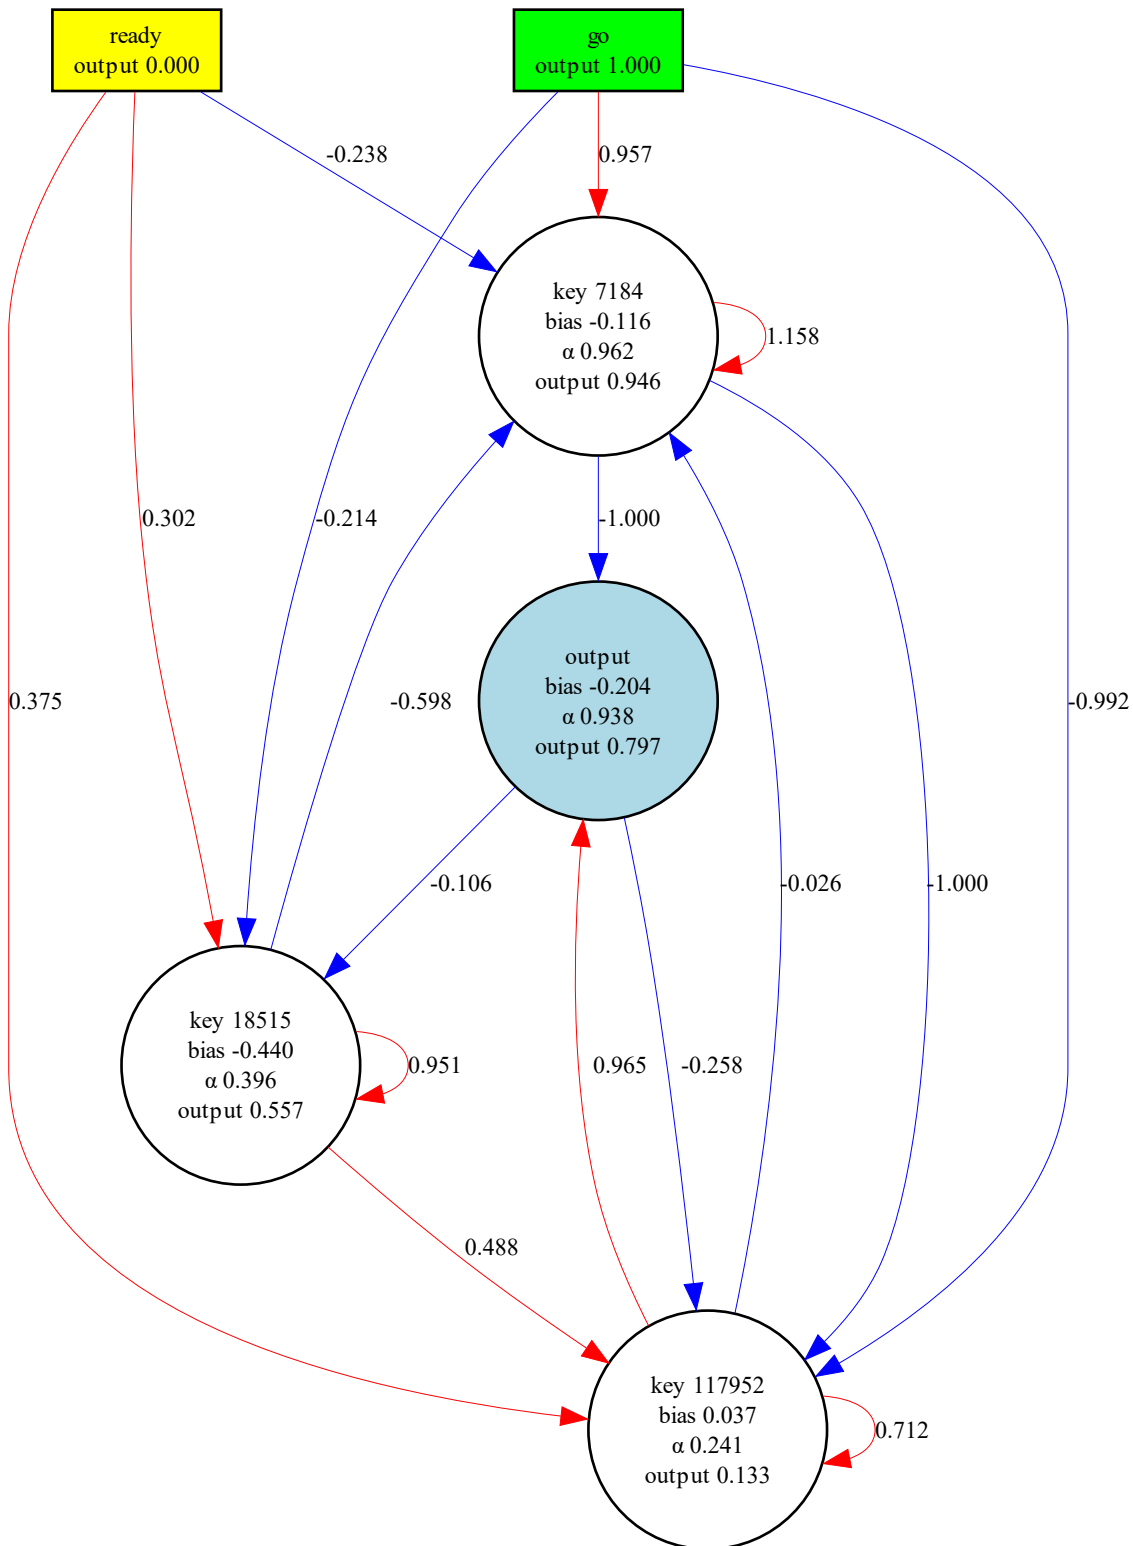 ready
output 0.000
go
output 1.000
-0.238
0.957
key 7184
bias -0.116
α 0.962
output 0.946
1.158
0.302
-0.214
-1.000
output
bias -0.204
α 0.938
output 0.797
0.375
-0.598
-0.992
-0.106
-0.026
-1.000
key 18515
bias -0.440
α 0.396
output 0.557
0.951
0.965
-0.258
0.488
key 117952
bias 0.037
α 0.241
output 0.133
0.712